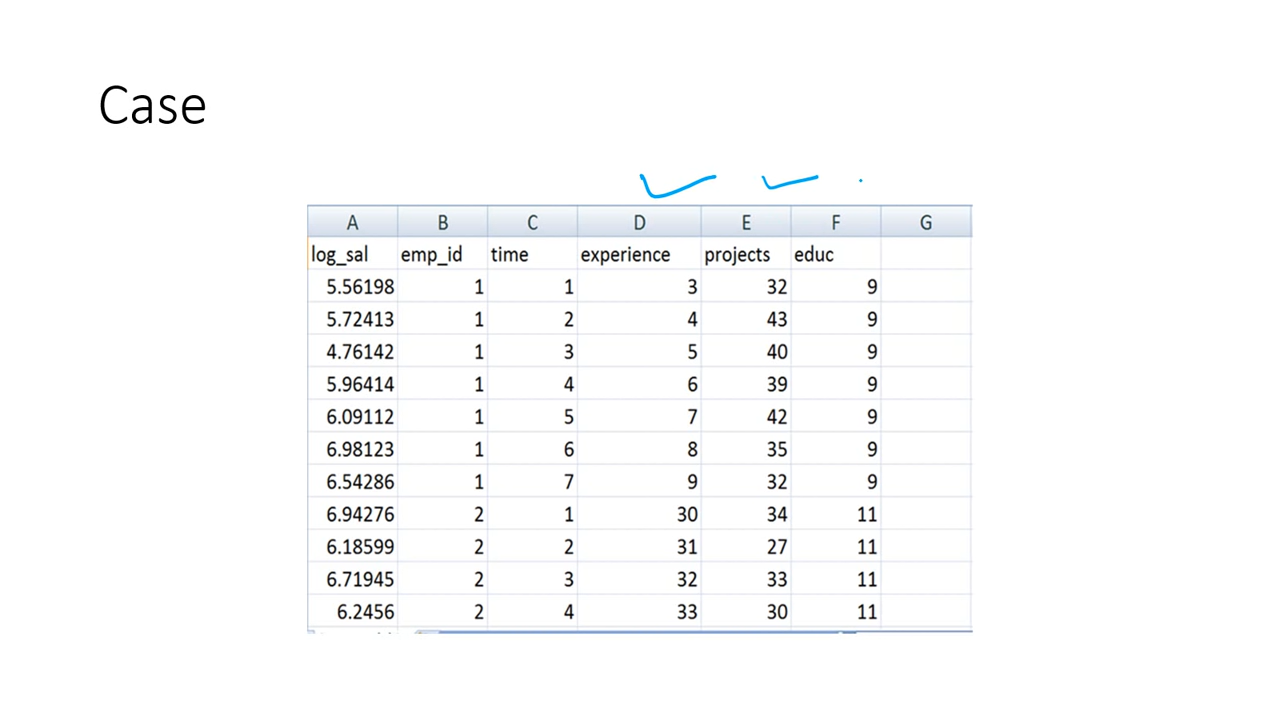 Case
A B C D E F G
log_sal emp_id time experience projects educ
5.56198 1 1 3 32 9
5.72413 1 2 4 43 9
4.76142 1 3 5 40 9
5.96414 1 4 6 39 9
6.09112 1 5 7 42 9
6.98123 1 6 8 35 9
6.54286 1 7 9 32 9
6.94276 2 1 30 34 11
6.18599 2 2 31 27 11
6.71945 2 3 32 33 11
6.2456 2 4 33 30 11